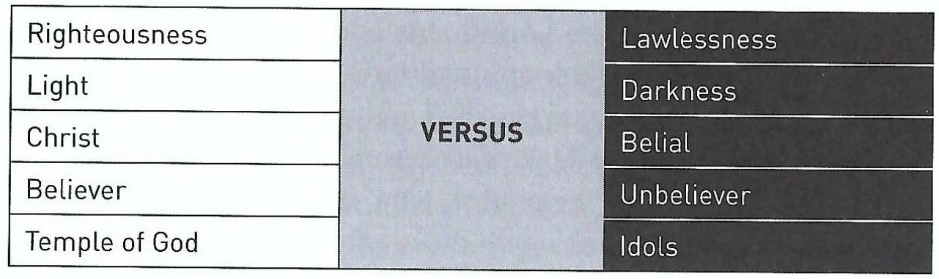 Righteousness
Lawlessness
Light
Darkness
Christ
VERSUS
Belial
Believer
Unbeliever
Temple of God
Idols